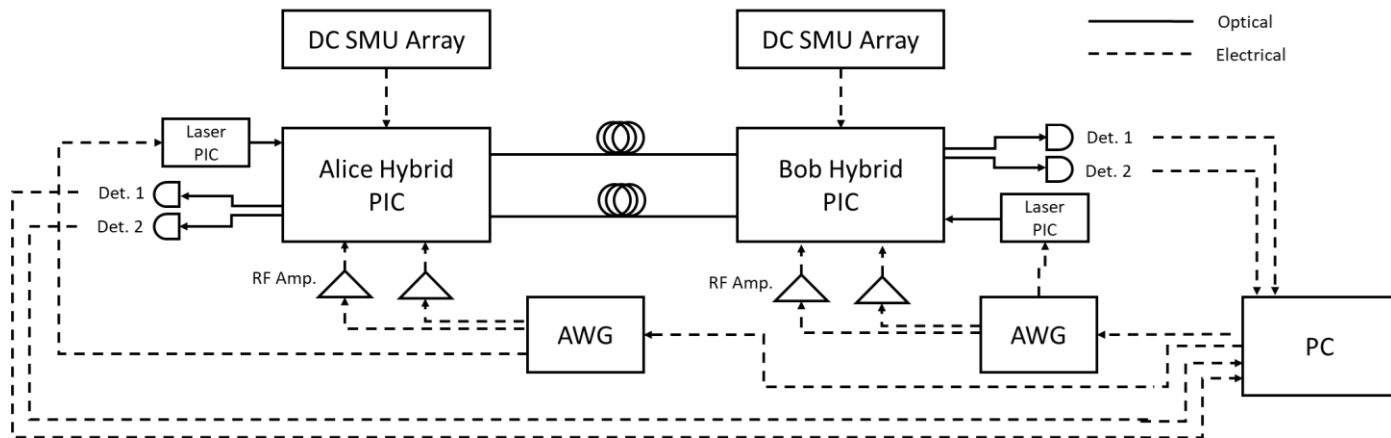 DC SMU Array
DC SMU Array
Optical
Electrical
Laser
PIC
Alice Hybrid
PIC
Bob Hybrid
PIC
Det. 1
Det. 2
Det. 1
Det. 2
Laser
PIC
RF Amp.
RF Amp.
AWG
AWG
PC